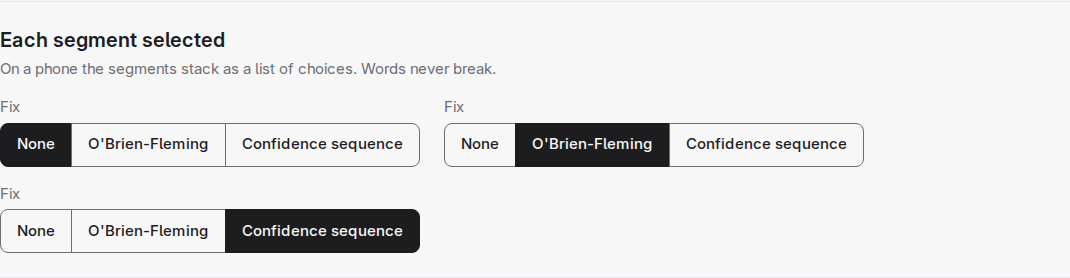 Each segment selected
On a phone the segments stack as a list of choices. Words never break.
Fix
None O'Brien-Fleming Confidence sequence
Fix
None O'Brien-Fleming Confidence sequence
Fix
None O'Brien-Fleming Confidence sequence